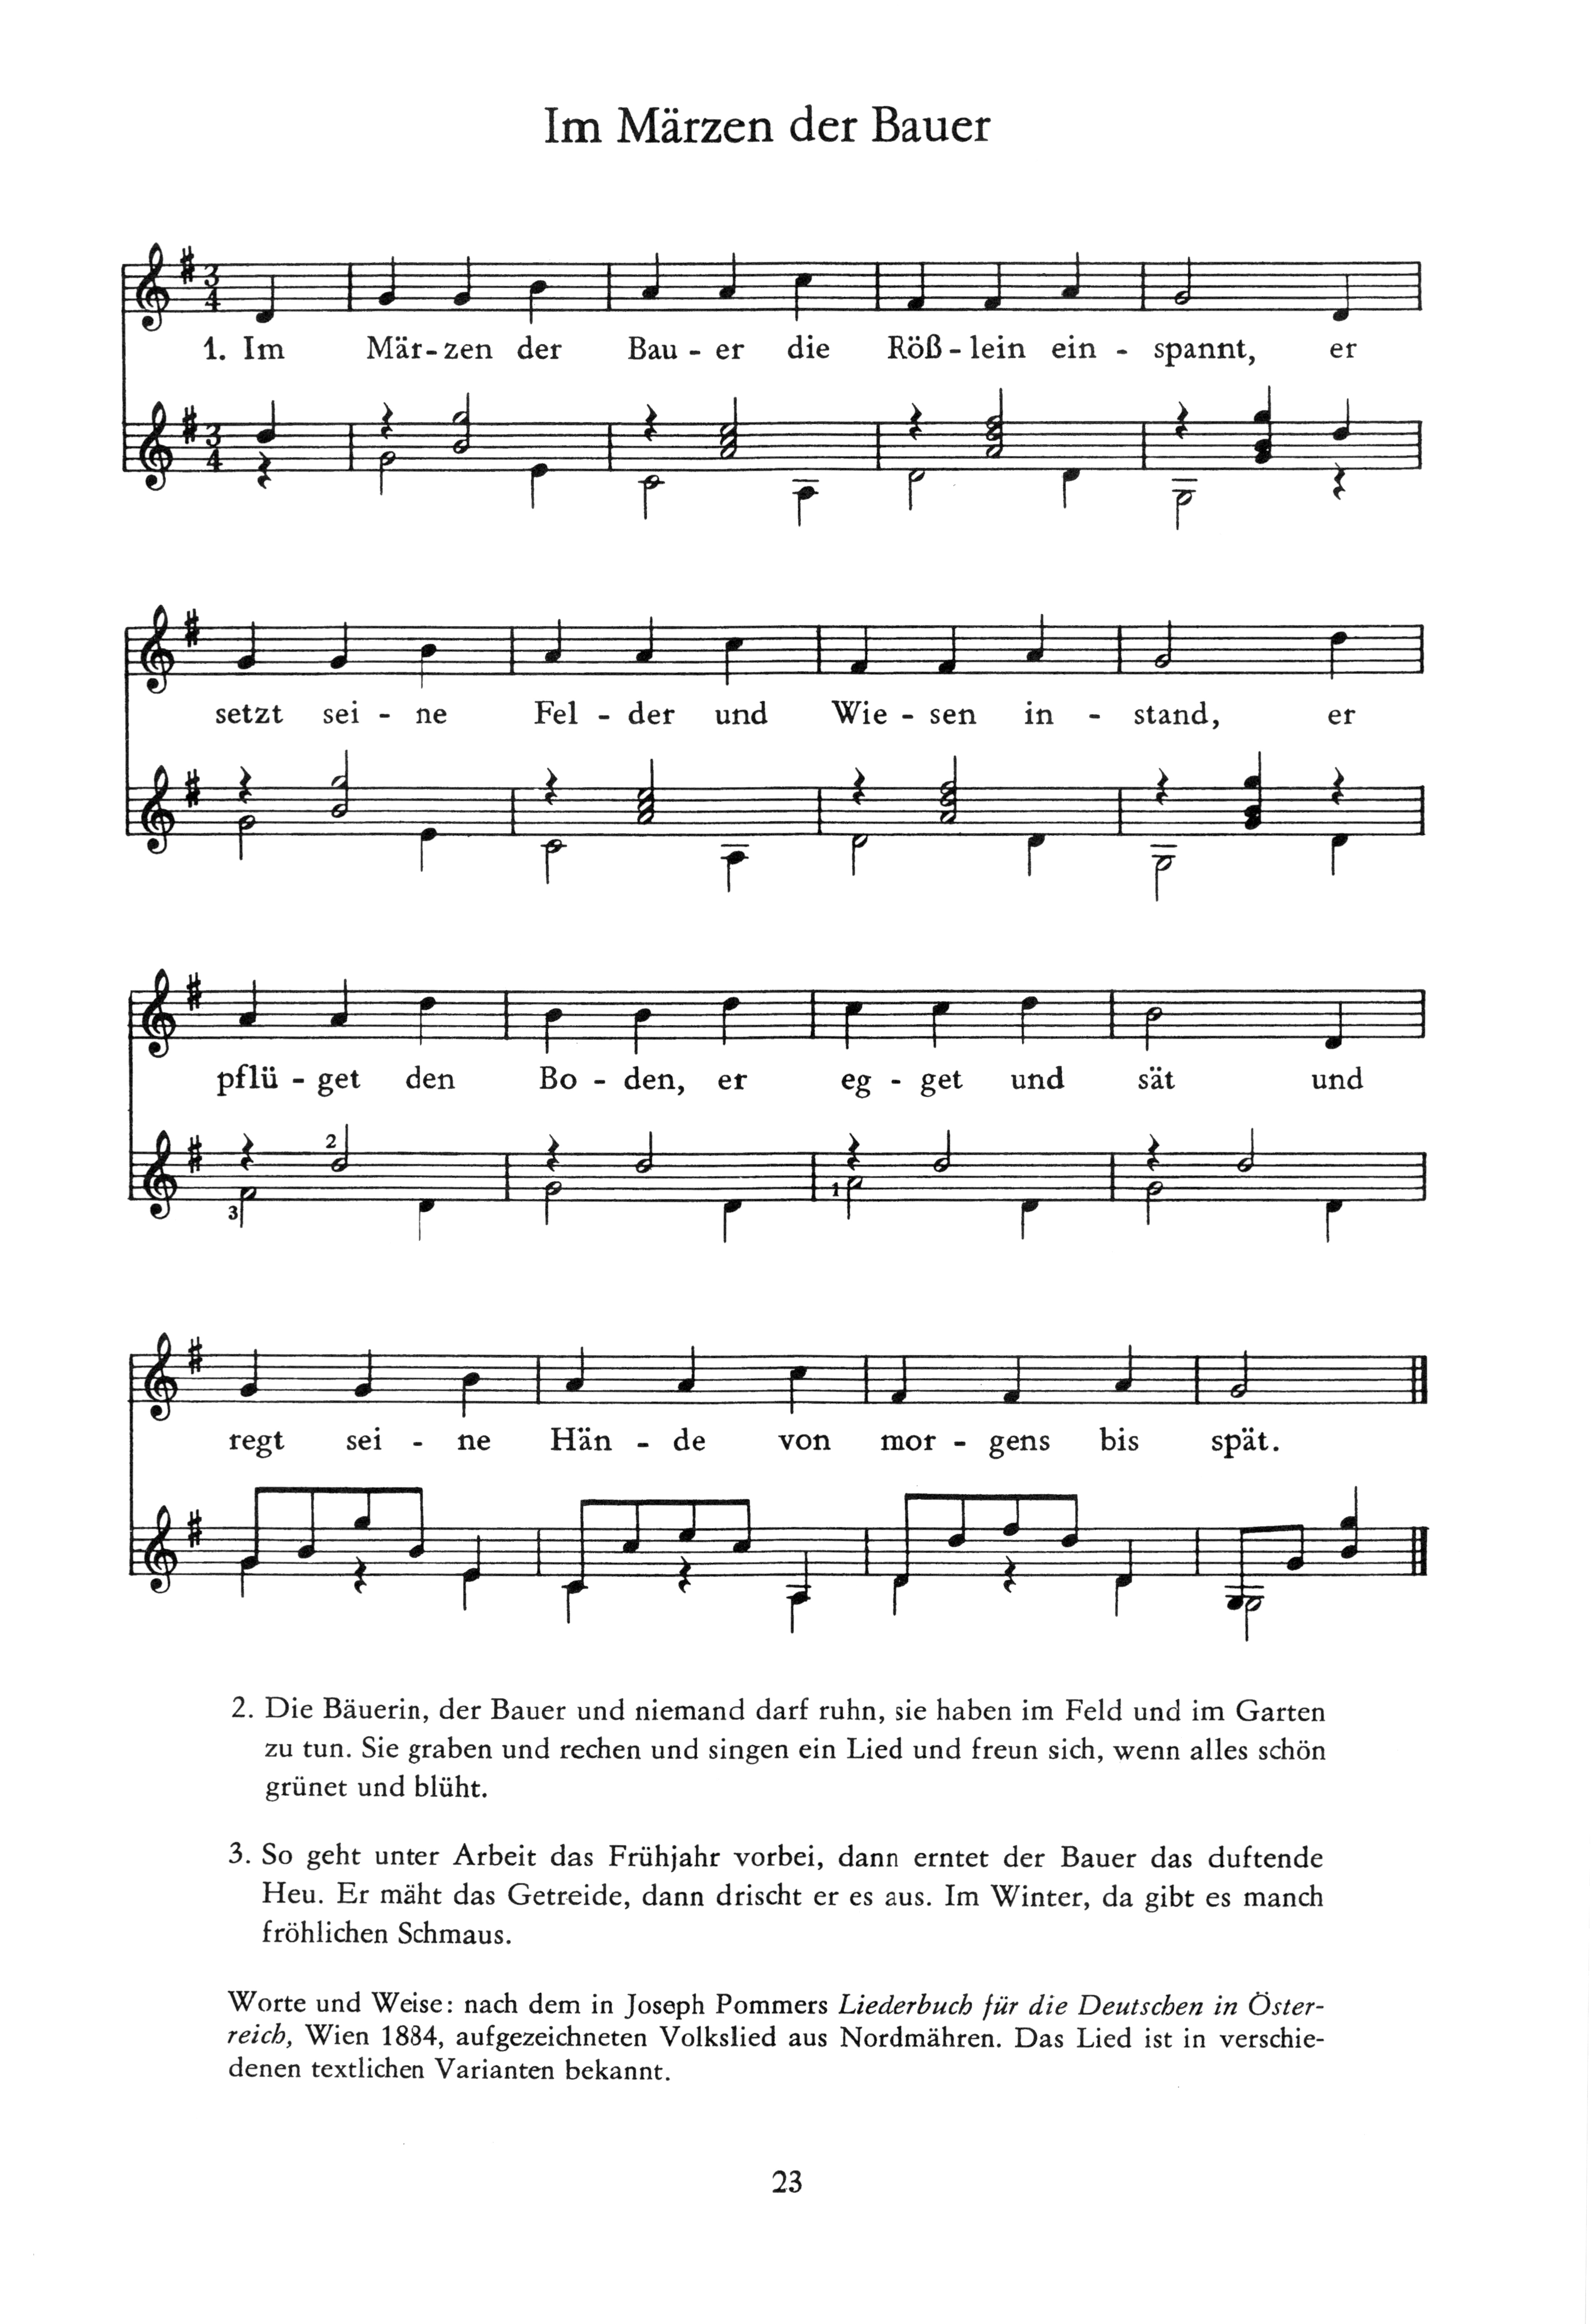 Im Märzen der Bauer
3 4
1. Im Mär-zen der Bau-er die Röß-lein ein-spannt, er
3 4
setzt sei-ne Fel-der und Wie-sen in-stand, er
pflü-get den Bo-den, er eg-get und sät und
2
3
1
regt sei-ne Hän-de von mor-gens bis spät.
2. Die Bäuerin, der Bauer und niemand darf ruhn, sie haben im Feld und im Garten
zu tun. Sie graben und rechen und singen ein Lied und freun sich, wenn alles schön
grünet und blüht.
3. So geht unter Arbeit das Frühjahr vorbei, dann erntet der Bauer das duftende
Heu. Er mäht das Getreide, dann drischt er es aus. Im Winter, da gibt es manch
fröhlichen Schmaus.
Worte und Weise: nach dem in Joseph Pommers Liederbuch für die Deutschen in Öster-
reich, Wien 1884, aufgezeichneten Volkslied aus Nordmähren. Das Lied ist in verschie-
denen textlichen Varianten bekannt.
23